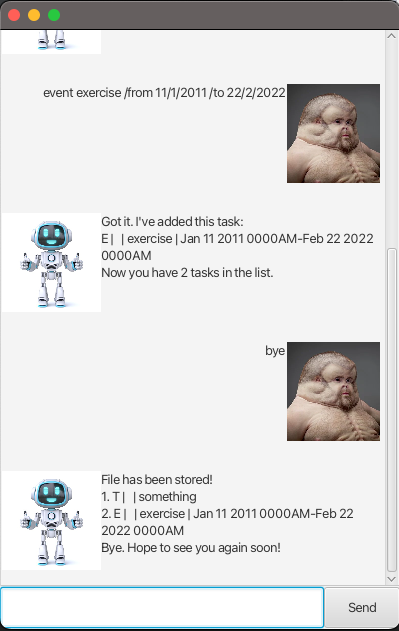 event exercise /from 11/1/2011 /to 22/2/2022
Got it. I've added this task:
E |   | exercise | Jan 11 2011 0000AM-Feb 22 2022
0000AM
Now you have 2 tasks in the list.
bye
File has been stored!
1. T |   | something
2. E |   | exercise | Jan 11 2011 0000AM-Feb 22
2022 0000AM
Bye. Hope to see you again soon!
Send